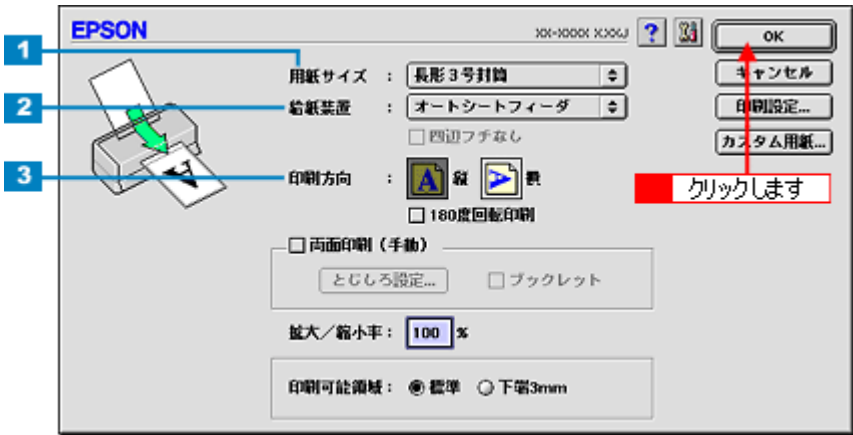 EPSON
XX-XXXX X.XXJ
?
OK
1
用紙サイズ : 長形3号封筒
キャンセル
2
給紙装置 : オートシートフィーダ
印刷設定...
四辺フチなし
カスタム用紙...
3
印刷方向 : A 縦 A 横
クリックします
180度回転印刷
両面印刷(手動)
とじしろ設定...
ブックレット
拡大/縮小率: 100 %
印刷可能領域: 標準 下端3mm
A